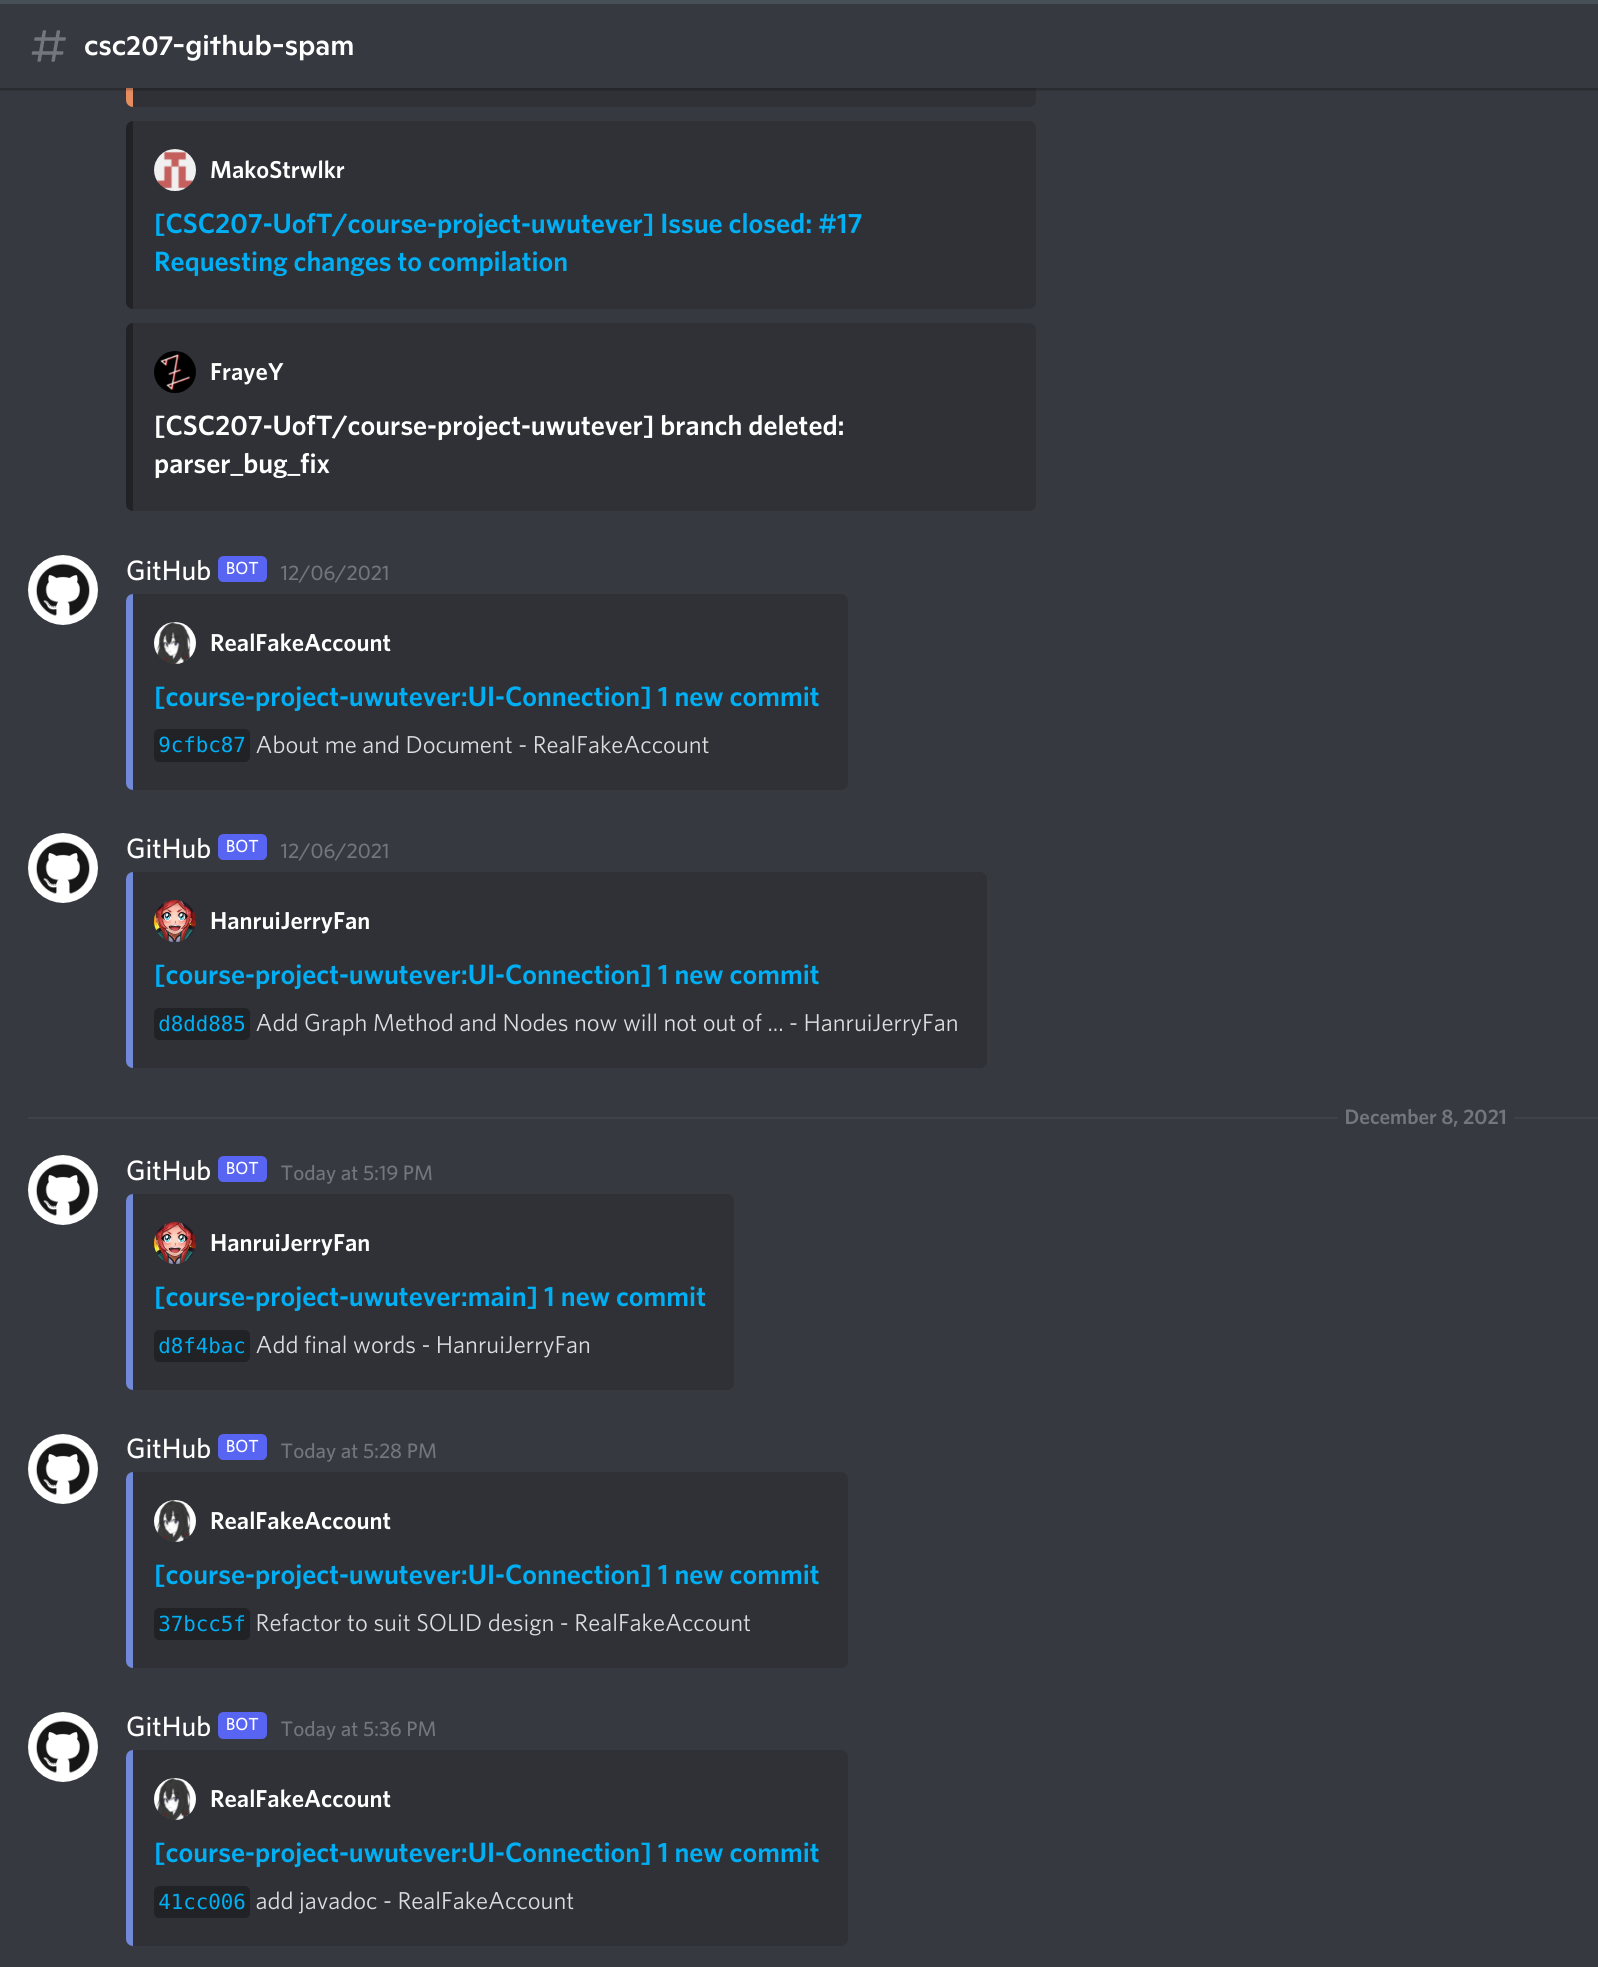 # csc207-github-spam
MakoStrwlkr
[CSC207-UofT/course-project-uwutever] Issue closed: #17
Requesting changes to compilation
FrayeY
[CSC207-UofT/course-project-uwutever] branch deleted:
parser_bug_fix
GitHub BOT 12/06/2021
RealFakeAccount
[course-project-uwutever:UI-Connection] 1 new commit
9cfbc87 About me and Document - RealFakeAccount
GitHub BOT 12/06/2021
HanruiJerryFan
[course-project-uwutever:UI-Connection] 1 new commit
d8dd885 Add Graph Method and Nodes now will not out of ... - HanruiJerryFan
December 8, 2021
GitHub BOT Today at 5:19 PM
HanruiJerryFan
[course-project-uwutever:main] 1 new commit
d8f4bac Add final words - HanruiJerryFan
GitHub BOT Today at 5:28 PM
RealFakeAccount
[course-project-uwutever:UI-Connection] 1 new commit
37bcc5f Refactor to suit SOLID design - RealFakeAccount
GitHub BOT Today at 5:36 PM
RealFakeAccount
[course-project-uwutever:UI-Connection] 1 new commit
41cc006 add javadoc - RealFakeAccount